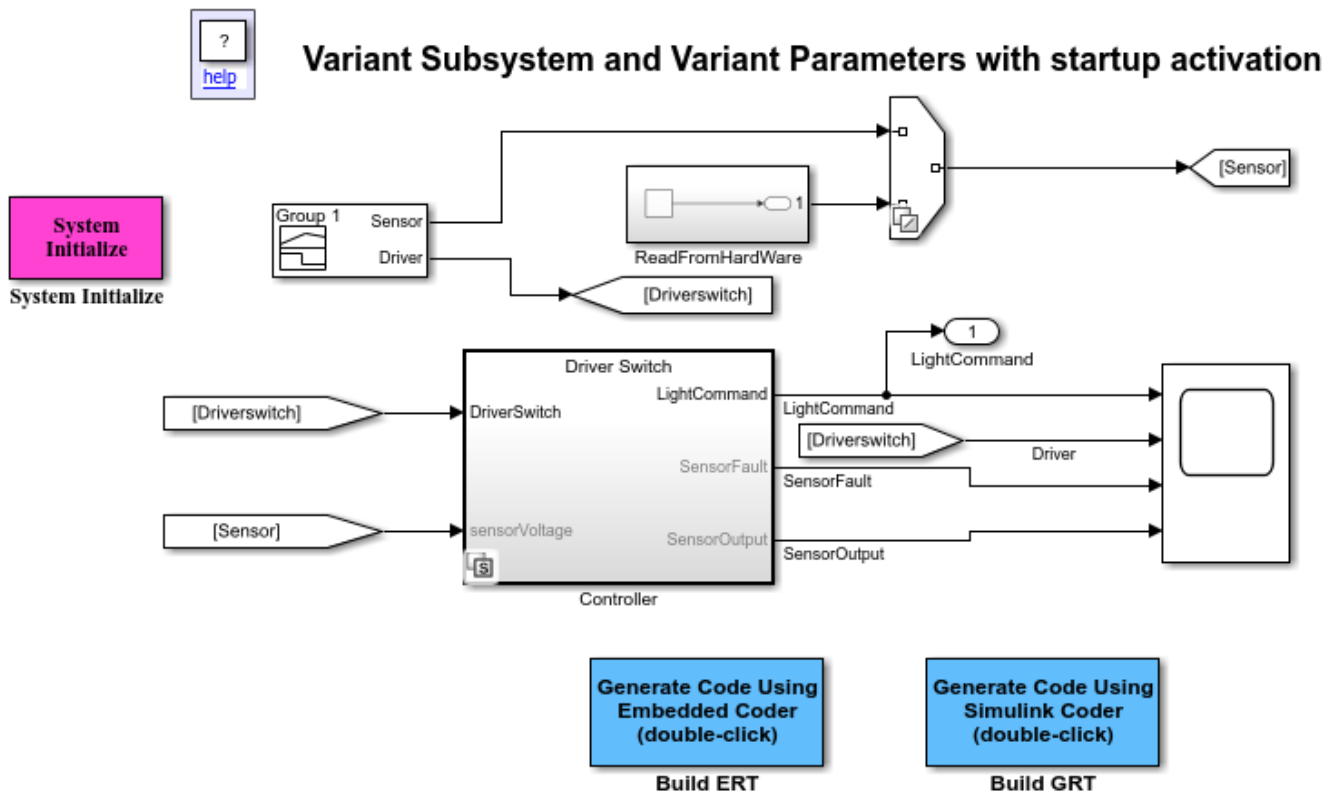 ?
help
Variant Subsystem and Variant Parameters with startup activation
System
Initialize
System Initialize
Group 1
Sensor
Driver
1
ReadFromHardWare
[Sensor]
[Driverswitch]
1
LightCommand
Driver Switch
[Driverswitch]
DriverSwitch
LightCommand
LightCommand
[Driverswitch]
Driver
SensorFault
SensorFault
[Sensor]
sensorVoltage
SensorOutput
SensorOutput
S
Controller
Generate Code Using
Embedded Coder
(double-click)
Build ERT
Generate Code Using
Simulink Coder
(double-click)
Build GRT